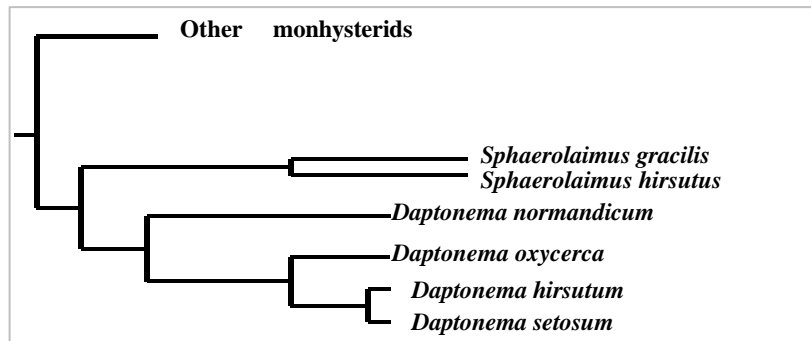 Other monhysterids
Sphaerolaimus gracilis
Sphaerolaimus hirsutus
Daptonema normandicum
Daptonema oxycerca
Daptonema hirsutum
Daptonema setosum